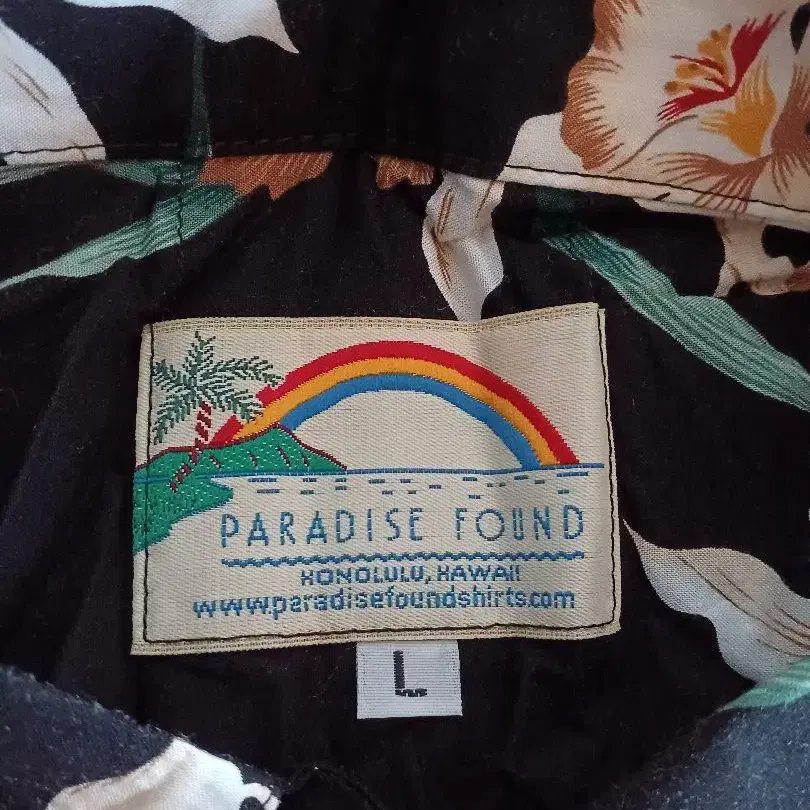 PARADISE FOUND
HONOLULU, HAWAII
www.paradisefoundshirts.com
L